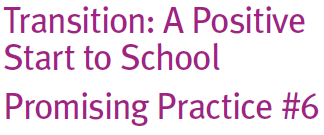 Transition: A Positive
Start to School
Promising Practice #6